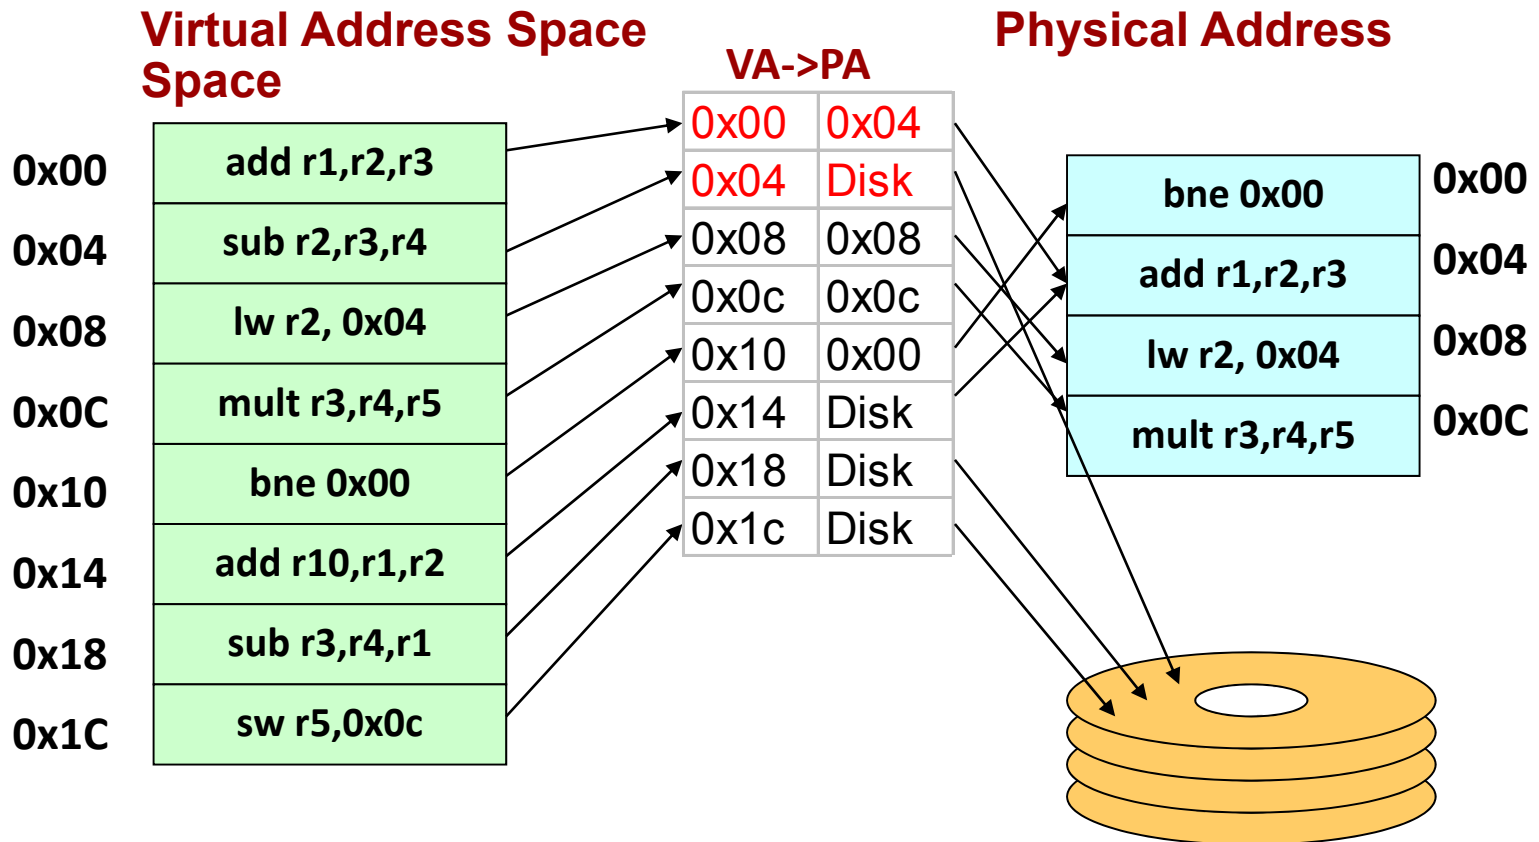 Virtual Address Space
Space
VA->PA
Physical Address
0x00 add r1,r2,r3
0x04 sub r2,r3,r4
0x08 lw r2, 0x04
0x0C mult r3,r4,r5
0x10 bne 0x00
0x14 add r10,r1,r2
0x18 sub r3,r4,r1
0x1C sw r5,0x0c
0x00 0x04
0x04 Disk
0x08 0x08
0x0c 0x0c
0x10 0x00
0x14 Disk
0x18 Disk
0x1c Disk
bne 0x00 0x00
add r1,r2,r3 0x04
lw r2, 0x04 0x08
mult r3,r4,r5 0x0C